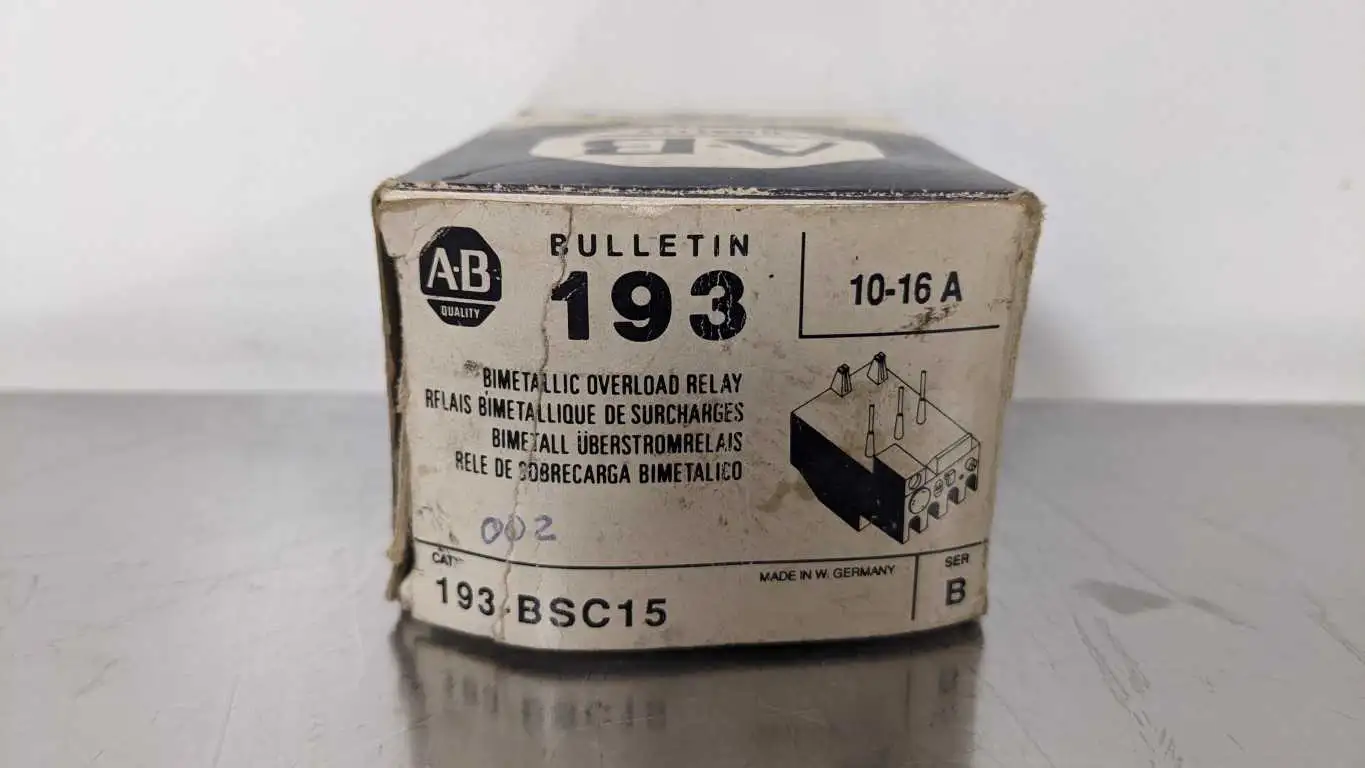 A-B
A·B
QUALITY
BULLETIN
193
10-16 A
BIMETALLIC OVERLOAD RELAY
RELAIS BIMETALLIQUE DE SURCHARGES
BIMETALL ÜBERSTROMRELAIS
RELE DE SOBRECARGA BIMETALICO
002
CAT
MADE IN W. GERMANY
SER
193-BSC15
B